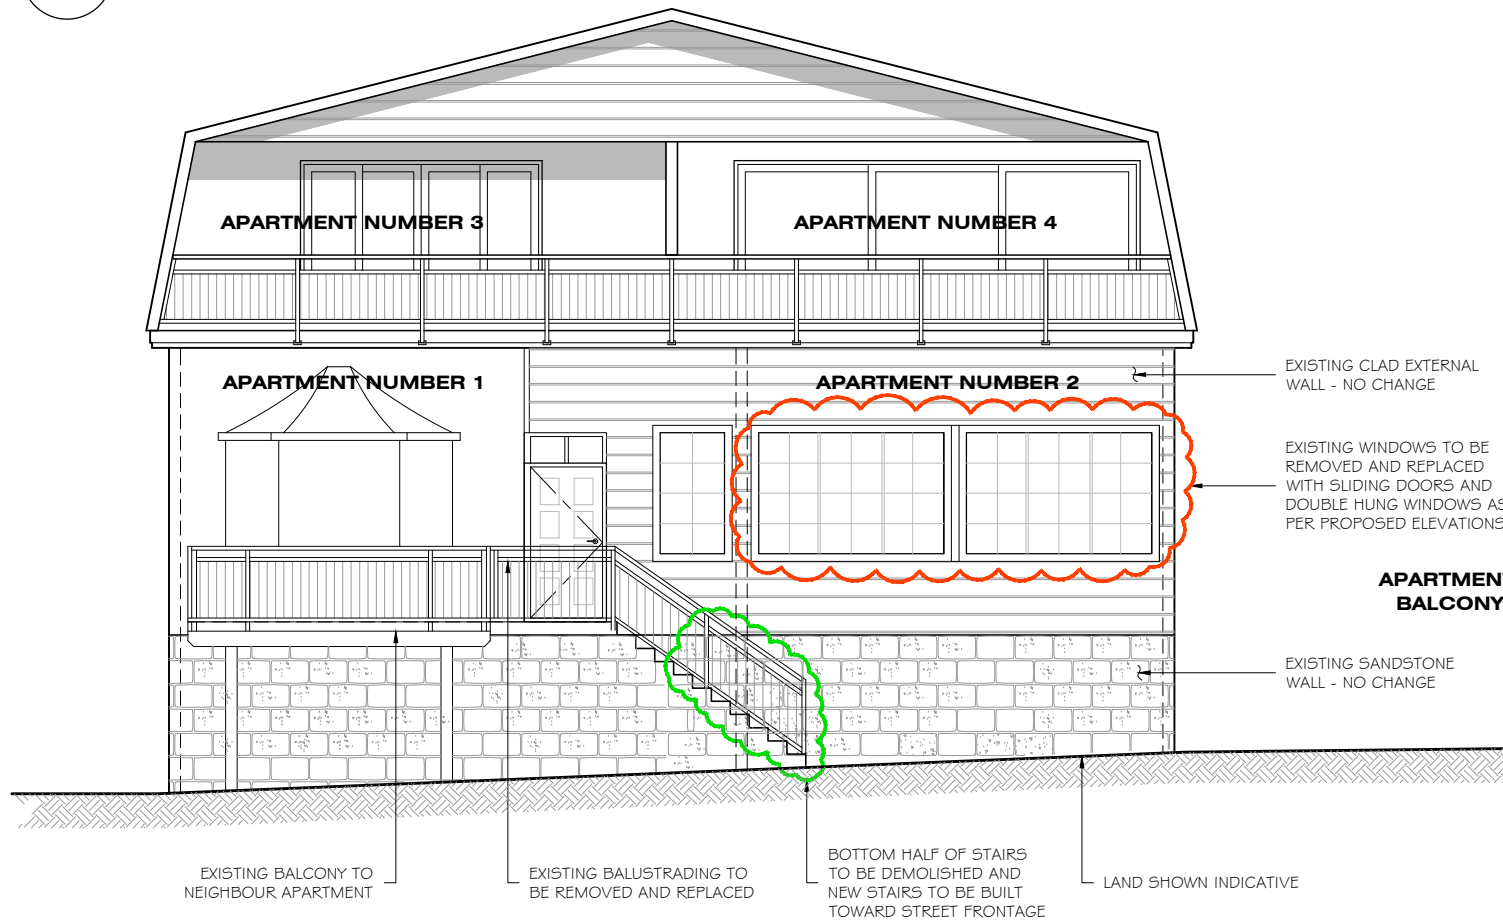 APARTMENT NUMBER 3
APARTMENT NUMBER 4
APARTMENT NUMBER 1
APARTMENT NUMBER 2
EXISTING CLAD EXTERNAL
WALL - NO CHANGE
EXISTING WINDOWS TO BE
REMOVED AND REPLACED
WITH SLIDING DOORS AND
DOUBLE HUNG WINDOWS AS
PER PROPOSED ELEVATIONS
APARTMENT
BALCONY
EXISTING SANDSTONE
WALL - NO CHANGE
EXISTING BALCONY TO
NEIGHBOUR APARTMENT
EXISTING BALUSTRADING TO
BE REMOVED AND REPLACED
BOTTOM HALF OF STAIRS
TO BE DEMOLISHED AND
NEW STAIRS TO BE BUILT
TOWARD STREET FRONTAGE
LAND SHOWN INDICATIVE